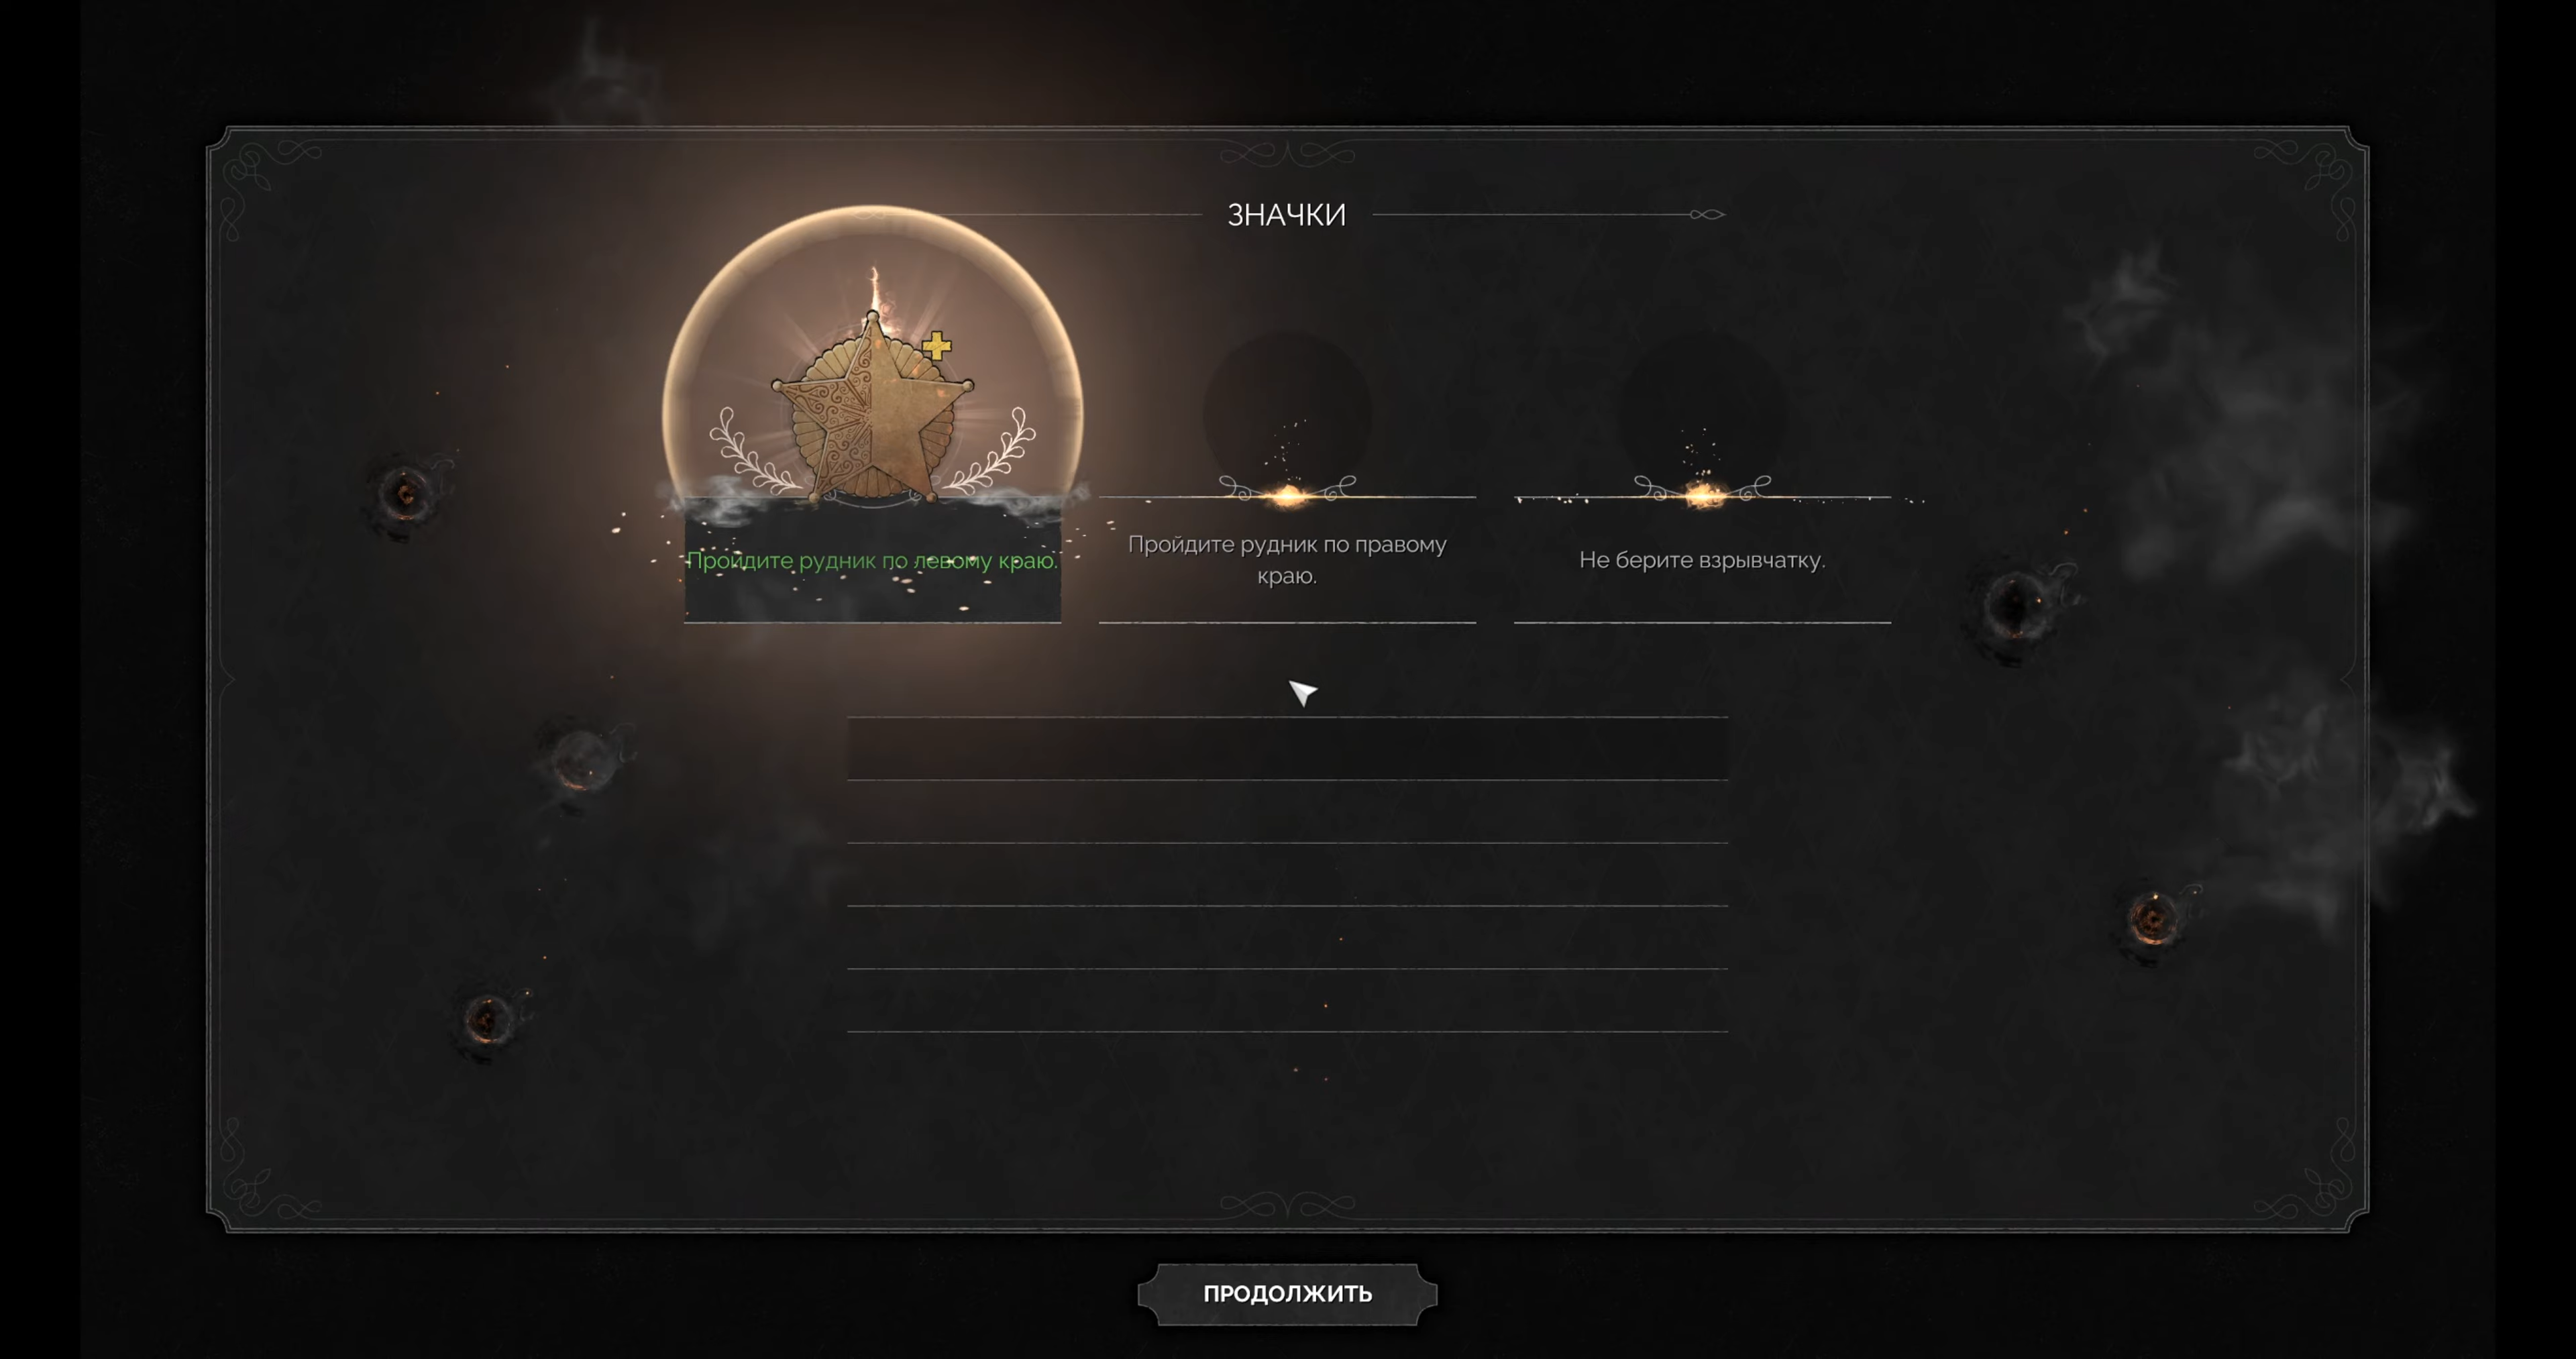 ЗНАЧКИ
Пройдите рудник по левому краю.
Пройдите рудник по правому
краю.
Не берите взрывчатку.
ПРОДОЛЖИТЬ